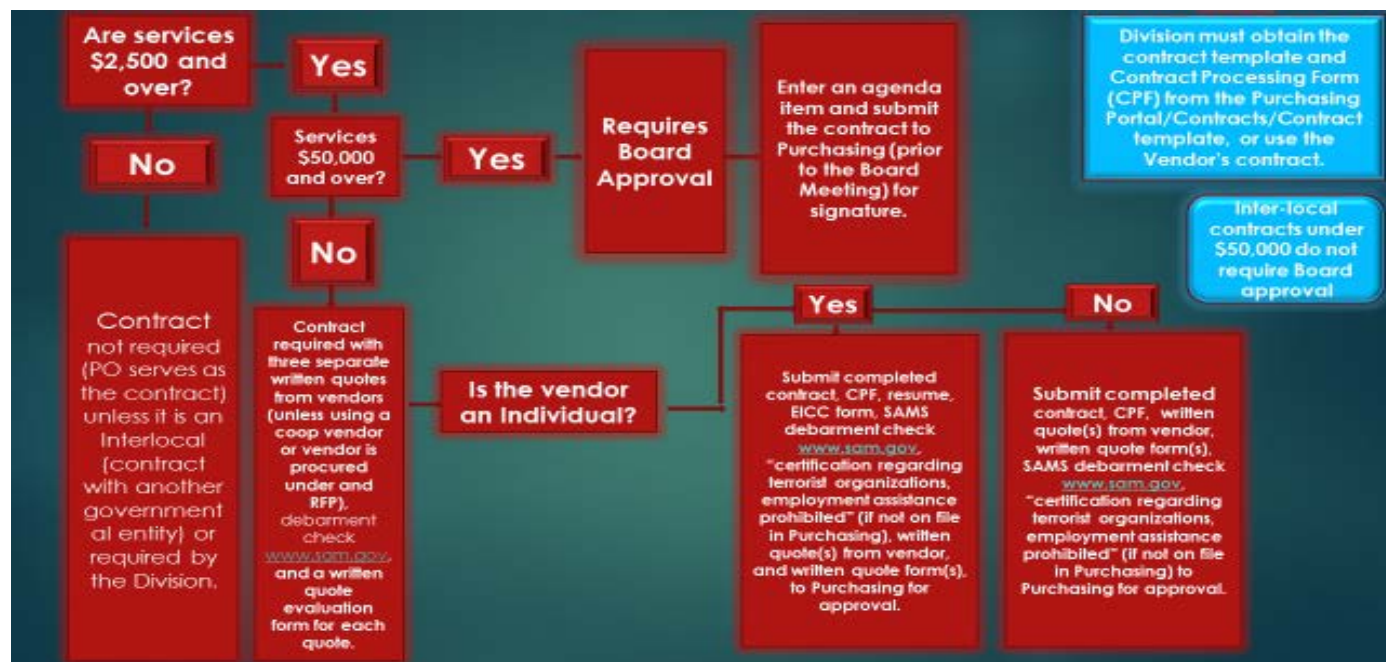 Are services
$2,500 and
over?
Yes
No
Services
$50,000
and over?
Yes
Requires
Board
Approval
Enter an agenda
item and submit
the contract to
Purchasing (prior
to the Board
Meeting) for
signature.
Division must obtain the
contract template and
Contract Processing Form
(CPF) from the Purchasing
Portal/Contracts/Contract
template, or use the
Vendor's contract.
Inter-local
contracts under
$50,000 do not
require Board
approval
No
Contract
not required
(PO serves as
the contract)
unless it is an
Interlocal
(contract
with another
government
al entity) or
required by
the Division.
Contract
required with
three separate
written quotes
from vendors
(unless using a
coop vendor
or vendor is
procured
under and
RFP),
debarment
check
www.sam.gov,
and a written
quote
evaluation
form for each
quote.
Is the vendor
an Individual?
Yes
Submit completed
contract, CPF, resume,
EICC form, SAMS
debarment check
www.sam.gov,
"certification regarding
terrorist organizations,
employment assistance
prohibited" (if not on file
in Purchasing), written
quote(s) from vendor,
and written quote form(s),
to Purchasing for
approval.
No
Submit completed
contract, CPF, written
quote(s) from vendor,
written quote form(s),
SAMS debarment check
www.sam.gov,
"certification regarding
terrorist organizations,
employment assistance
prohibited" (if not on file
in Purchasing) to
Purchasing for approval.